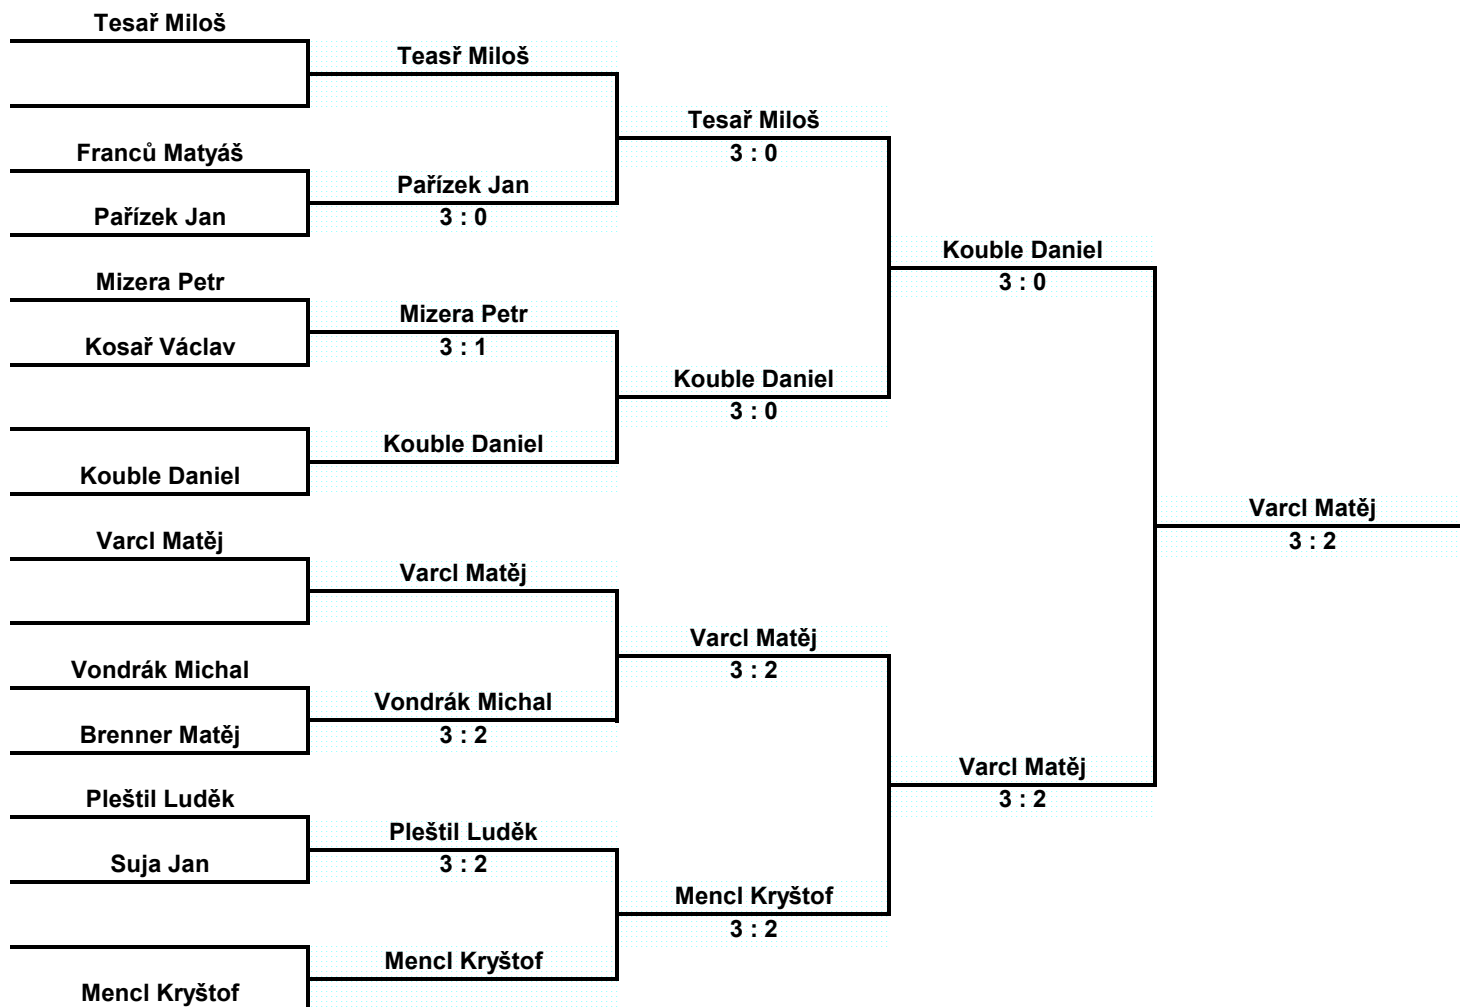 Tesař Miloš
Teasř Miloš
Tesař Miloš
3 : 0
Franců Matyáš
Pařízek Jan
3 : 0
Pařízek Jan
Kouble Daniel
3 : 0
Mizera Petr
Mizera Petr
3 : 1
Kosař Václav
Kouble Daniel
3 : 0
Kouble Daniel
Kouble Daniel
Varcl Matěj
3 : 2
Varcl Matěj
Varcl Matěj
Varcl Matěj
3 : 2
Vondrák Michal
Vondrák Michal
3 : 2
Brenner Matěj
Varcl Matěj
3 : 2
Pleštil Luděk
Pleštil Luděk
3 : 2
Suja Jan
Mencl Kryštof
3 : 2
Mencl Kryštof
Mencl Kryštof